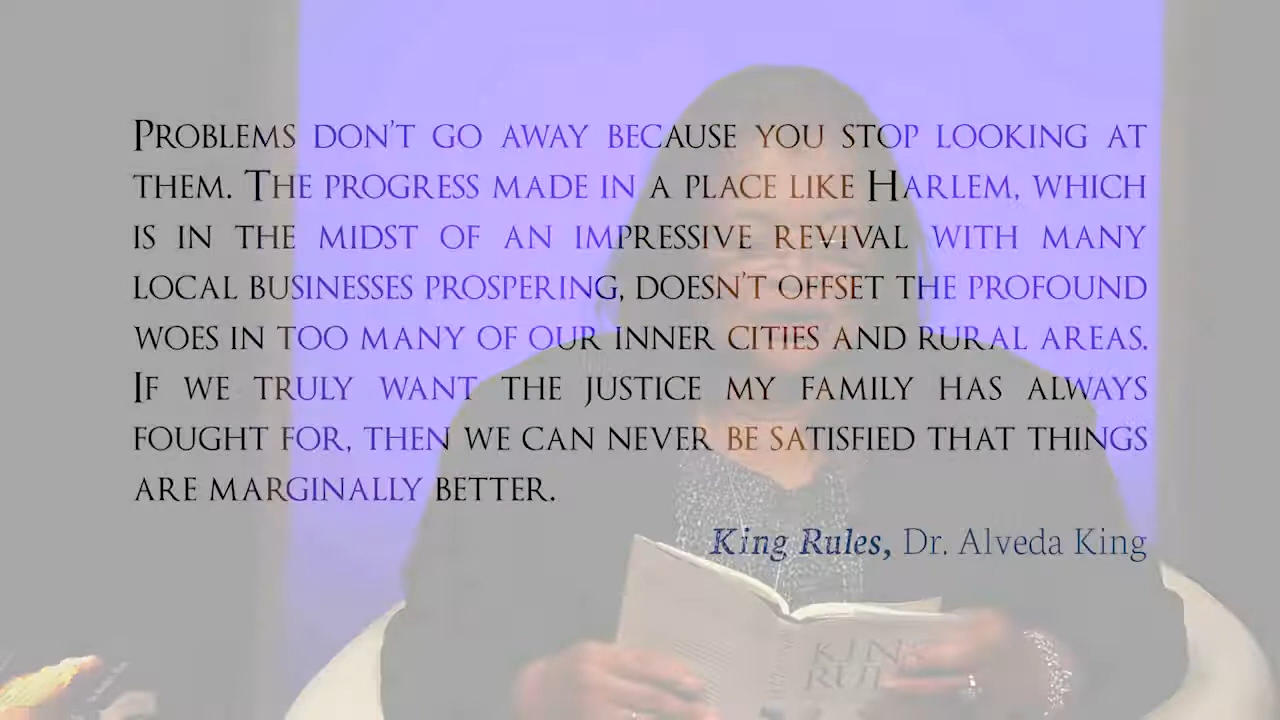 PROBLEMS DON'T GO AWAY BECAUSE YOU STOP LOOKING AT
THEM. THE PROGRESS MADE IN A PLACE LIKE HARLEM, WHICH
IS IN THE MIDST OF AN IMPRESSIVE REVIVAL WITH MANY
LOCAL BUSINESSES PROSPERING, DOESN'T OFFSET THE PROFOUND
WOES IN TOO MANY OF OUR INNER CITIES AND RURAL AREAS.
IF WE TRULY WANT THE JUSTICE MY FAMILY HAS ALWAYS
FOUGHT FOR, THEN WE CAN NEVER BE SATISFIED THAT THINGS
ARE MARGINALLY BETTER.
King Rules, Dr. Alveda King